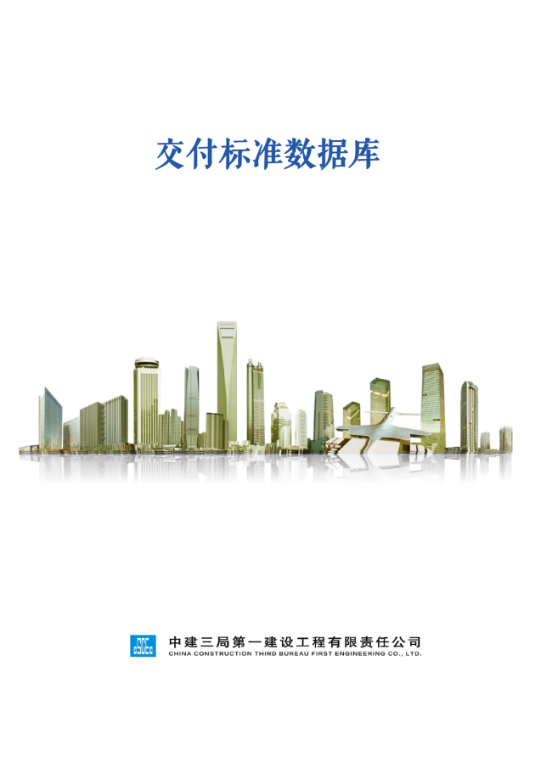 交付标准数据库
中建三局第一建设工程有限责任公司
CHINA CONSTRUCTION THIRD BUREAU FIRST ENGINEERING CO., LTD.